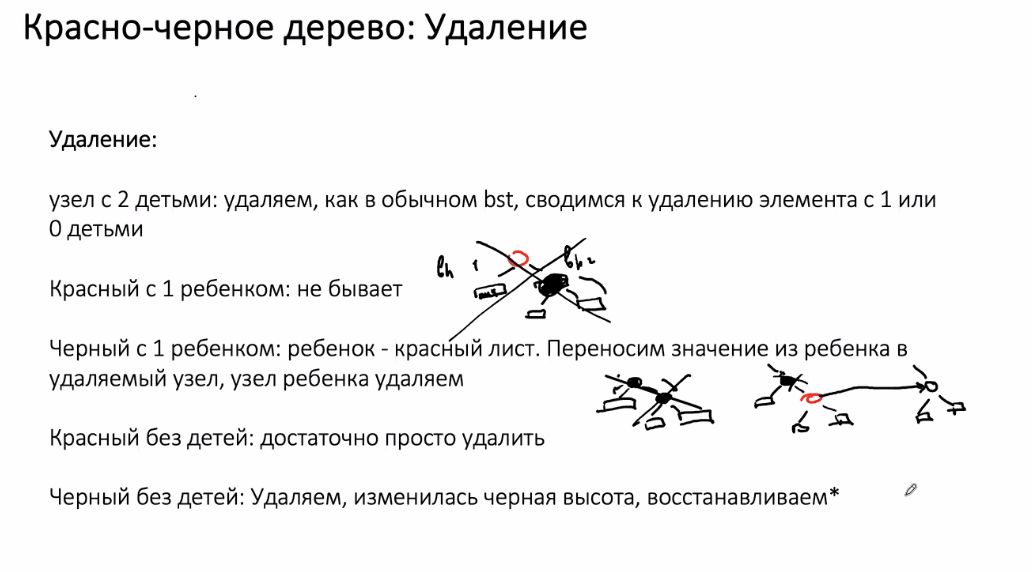 Красно-черное дерево: Удаление
Удаление:
узел с 2 детьми: удаляем, как в обычном bst, сводимся к удалению элемента с 1 или
0 детьми
bh 1
bh 2
Красный с 1 ребенком: не бывает
Черный с 1 ребенком: ребенок - красный лист. Переносим значение из ребенка в
удаляемый узел, узел ребенка удаляем
Красный без детей: достаточно просто удалить
Черный без детей: Удаляем, изменилась черная высота, восстанавливаем*